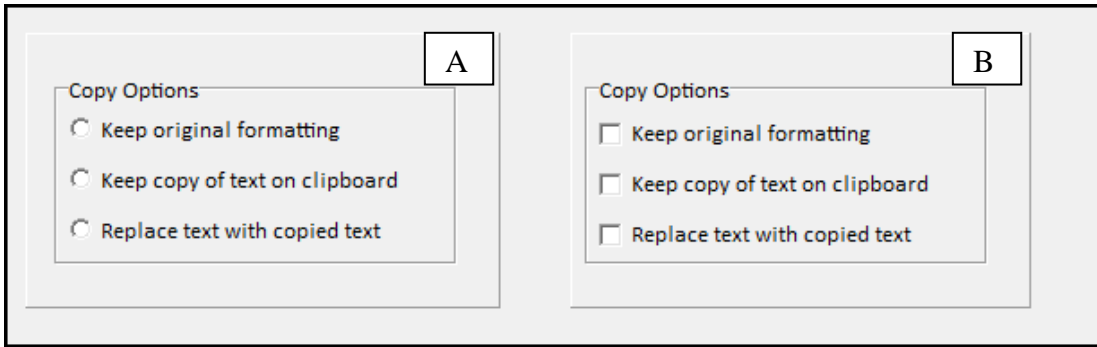 A
Copy Options
Keep original formatting
Keep copy of text on clipboard
Replace text with copied text
B
Copy Options
Keep original formatting
Keep copy of text on clipboard
Replace text with copied text